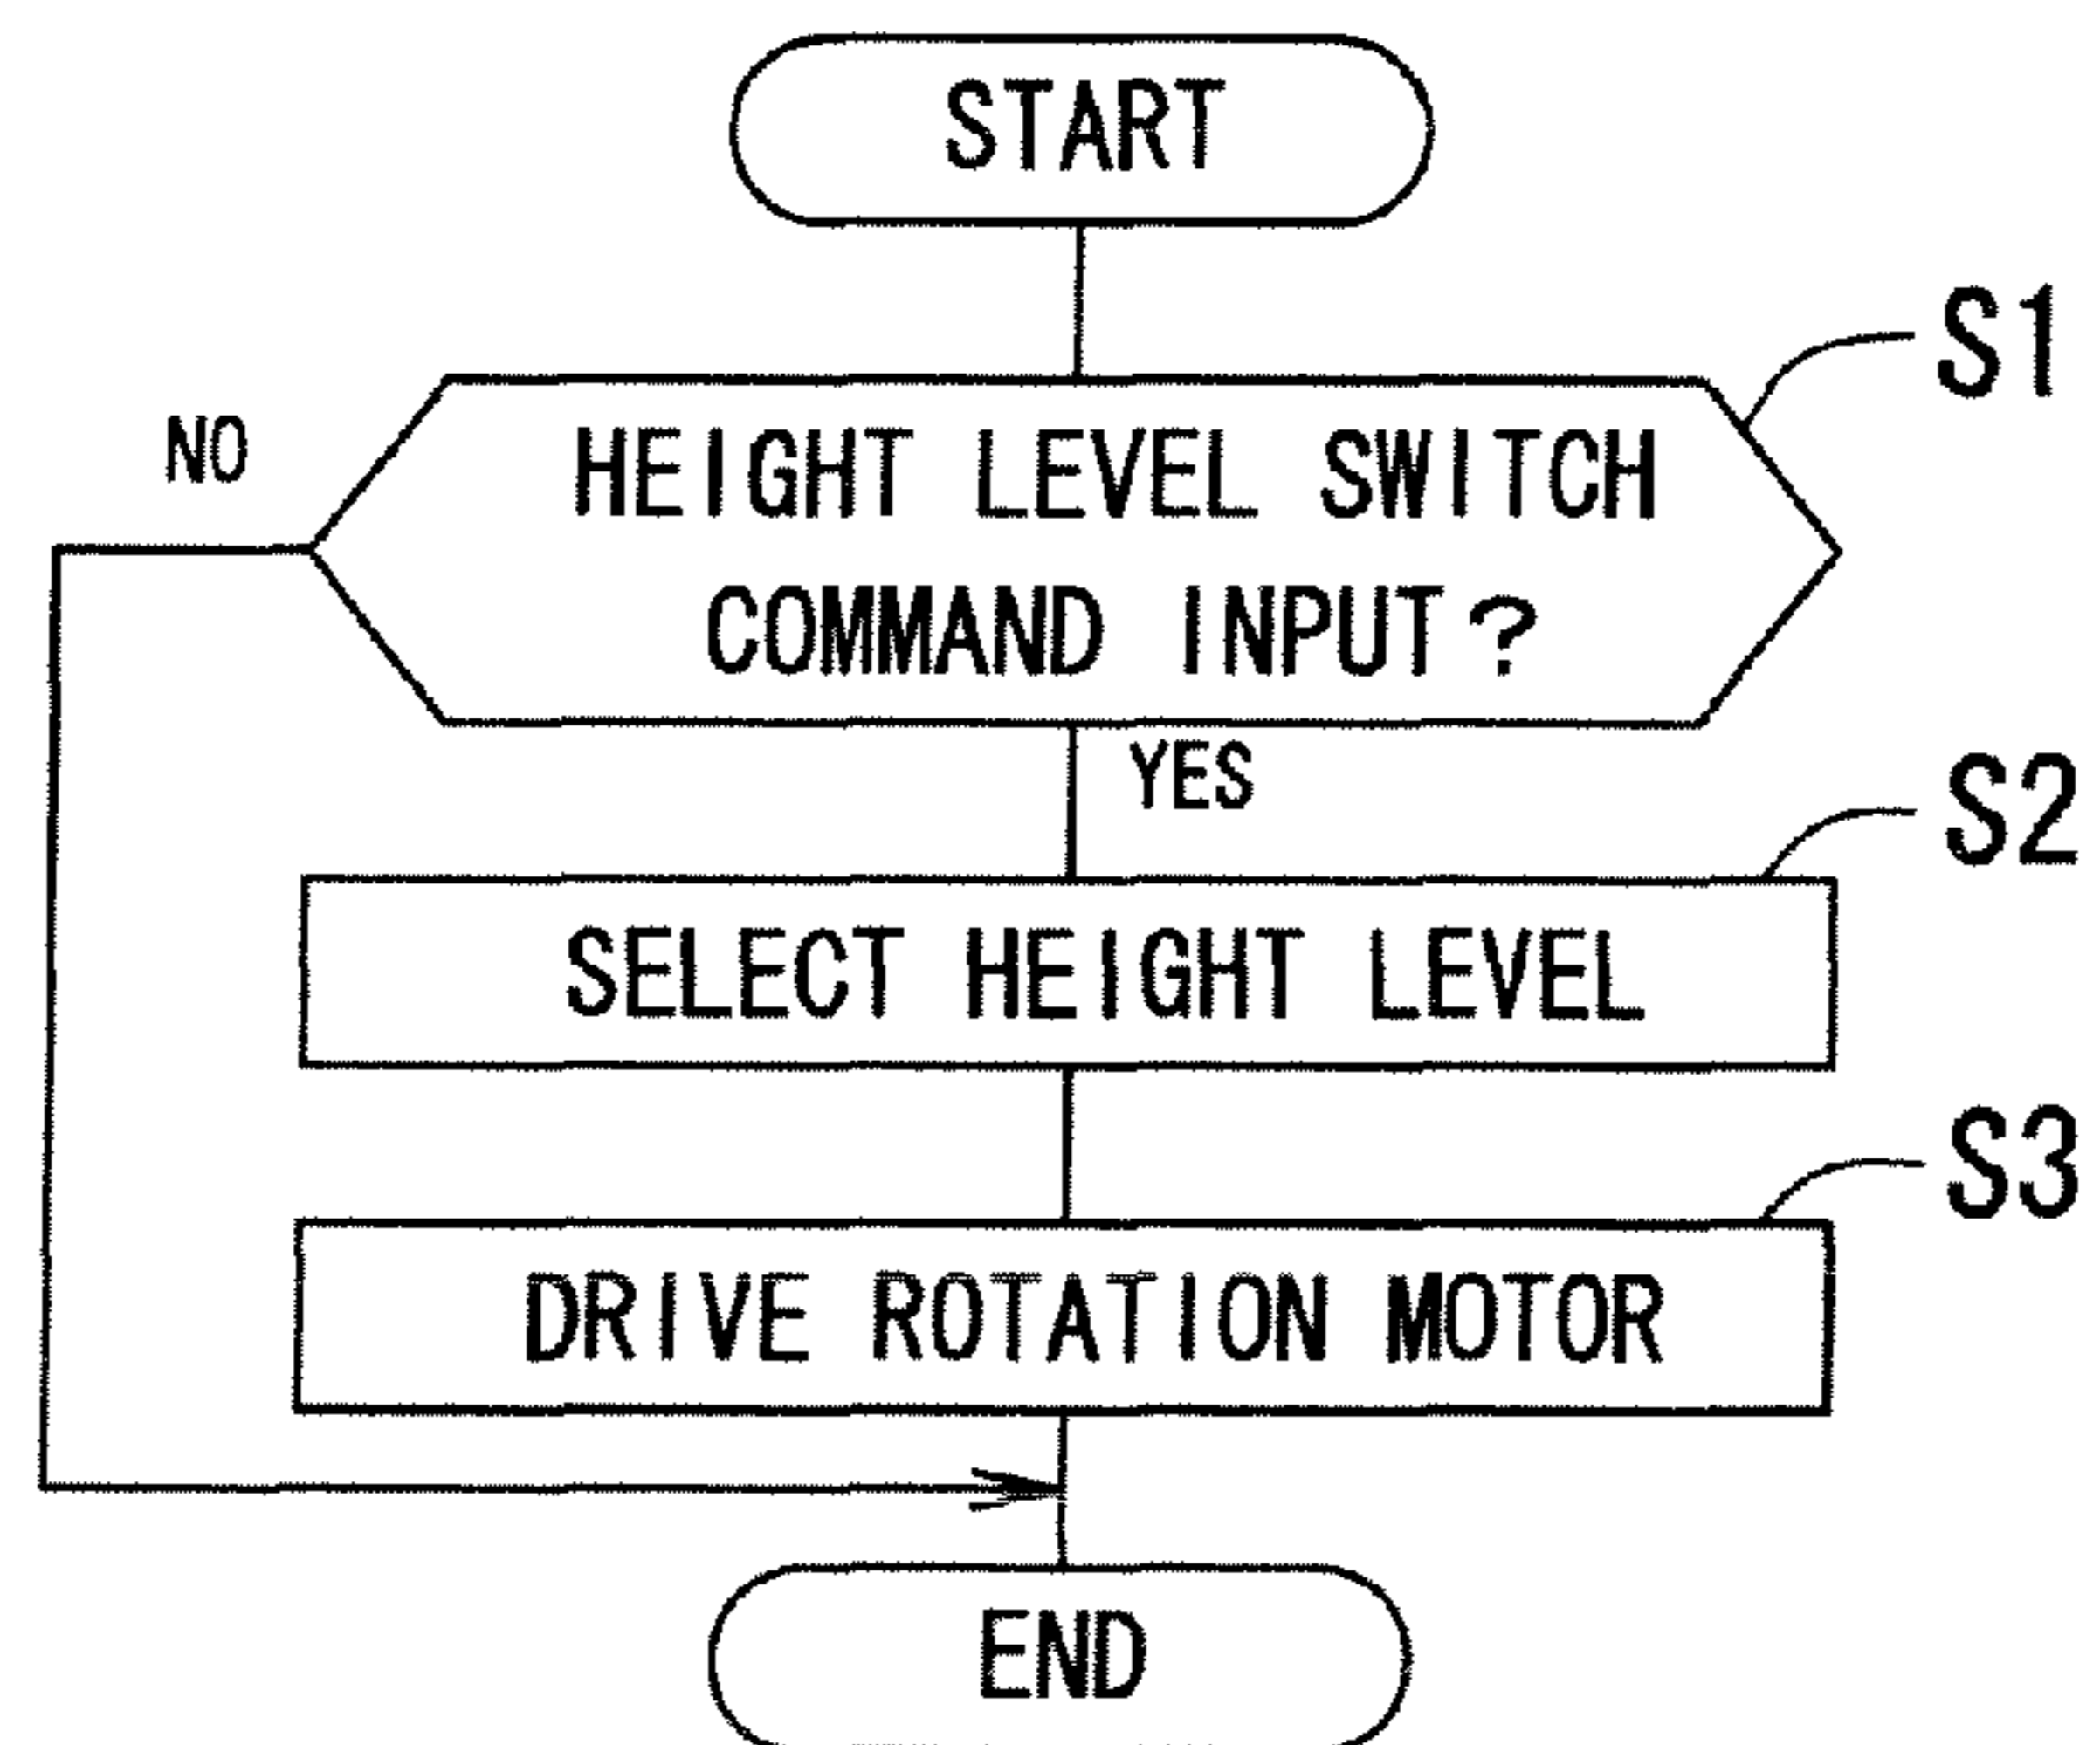 START
S1
NO
HEIGHT LEVEL SWITCH
COMMAND INPUT?
YES
S2
SELECT HEIGHT LEVEL
S3
DRIVE ROTATION MOTOR
END